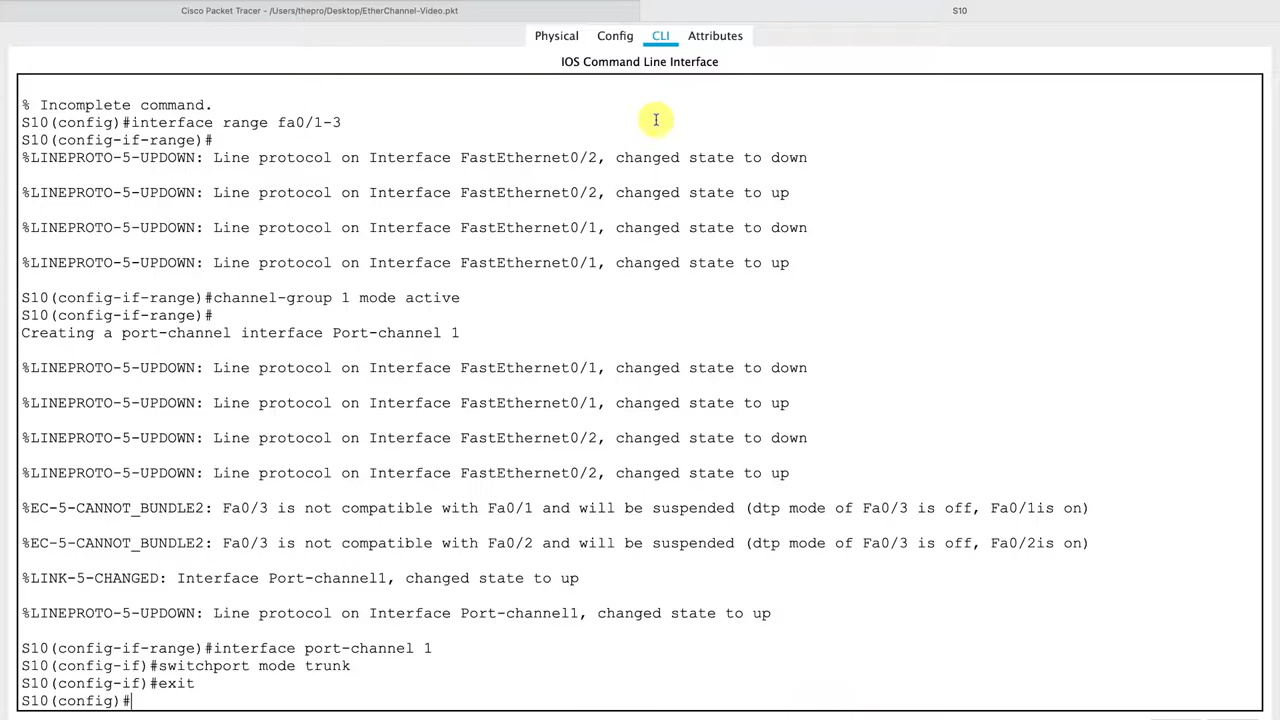 Cisco Packet Tracer - /Users/thepro/Desktop/EtherChannel-Video.pkt
S10
Physical Config CLI Attributes
IOS Command Line Interface
% Incomplete command.
S10(config)#interface range fa0/1-3
S10(config-if-range)#
%LINEPROTO-5-UPDOWN: Line protocol on Interface FastEthernet0/2, changed state to down
%LINEPROTO-5-UPDOWN: Line protocol on Interface FastEthernet0/2, changed state to up
%LINEPROTO-5-UPDOWN: Line protocol on Interface FastEthernet0/1, changed state to down
%LINEPROTO-5-UPDOWN: Line protocol on Interface FastEthernet0/1, changed state to up
S10(config-if-range)#channel-group 1 mode active
S10(config-if-range)#
Creating a port-channel interface Port-channel 1
%LINEPROTO-5-UPDOWN: Line protocol on Interface FastEthernet0/1, changed state to down
%LINEPROTO-5-UPDOWN: Line protocol on Interface FastEthernet0/1, changed state to up
%LINEPROTO-5-UPDOWN: Line protocol on Interface FastEthernet0/2, changed state to down
%LINEPROTO-5-UPDOWN: Line protocol on Interface FastEthernet0/2, changed state to up
%EC-5-CANNOT_BUNDLE2: Fa0/3 is not compatible with Fa0/1 and will be suspended (dtp mode of Fa0/3 is off, Fa0/1is on)
%EC-5-CANNOT_BUNDLE2: Fa0/3 is not compatible with Fa0/2 and will be suspended (dtp mode of Fa0/3 is off, Fa0/2is on)
%LINK-5-CHANGED: Interface Port-channel1, changed state to up
%LINEPROTO-5-UPDOWN: Line protocol on Interface Port-channel1, changed state to up
S10(config-if-range)#interface port-channel 1
S10(config-if)#switchport mode trunk
S10(config-if)#exit
S10(config)#